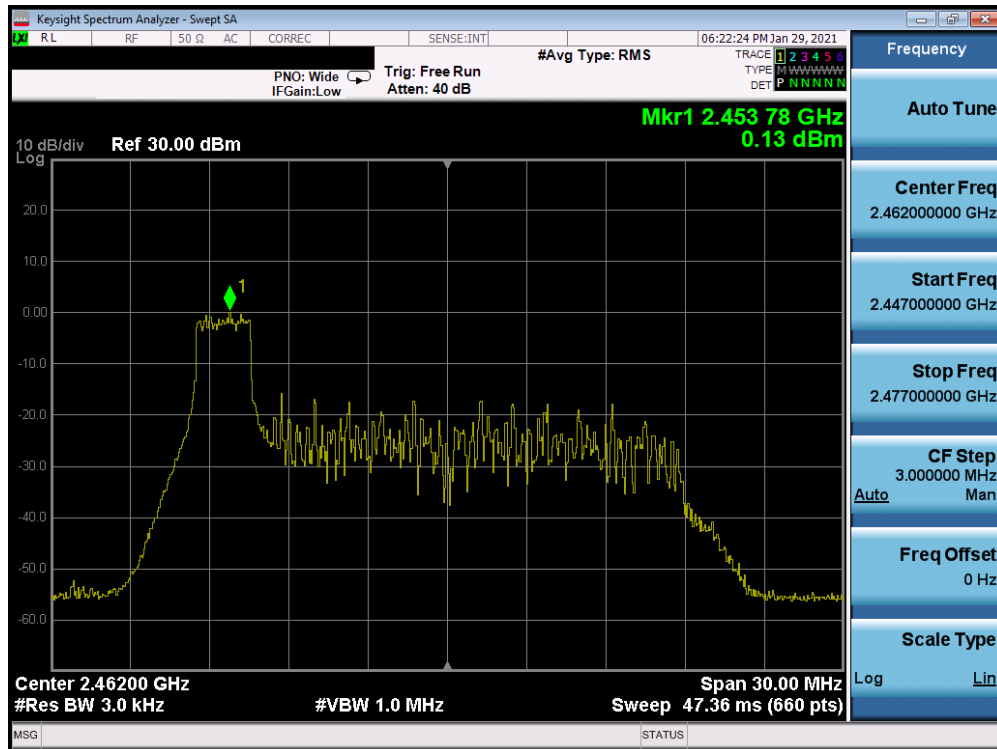 Keysight Spectrum Analyzer - Swept SA
LXI RL RF 50 Ω AC CORREC SENSE:INT 06:22:24 PM Jan 29, 2021
#Avg Type: RMS
TRACE 1 2 3 4 5 6
TYPE M W W W W W
DET P N N N N N
PNO: Wide
IFGain:Low
Trig: Free Run
Atten: 40 dB
Mkr1 2.453 78 GHz
0.13 dBm
10 dB/div
Log
Ref 30.00 dBm
20.0
10.0
0.00
-10.0
-20.0
-30.0
-40.0
-50.0
-60.0
1
Center 2.46200 GHz
Span 30.00 MHz
#Res BW 3.0 kHz
#VBW 1.0 MHz
Sweep 47.36 ms (660 pts)
MSG
STATUS
Frequency
Auto Tune
Center Freq
2.462000000 GHz
Start Freq
2.447000000 GHz
Stop Freq
2.477000000 GHz
CF Step
3.000000 MHz
Auto Man
Freq Offset
0 Hz
Scale Type
Log Lin